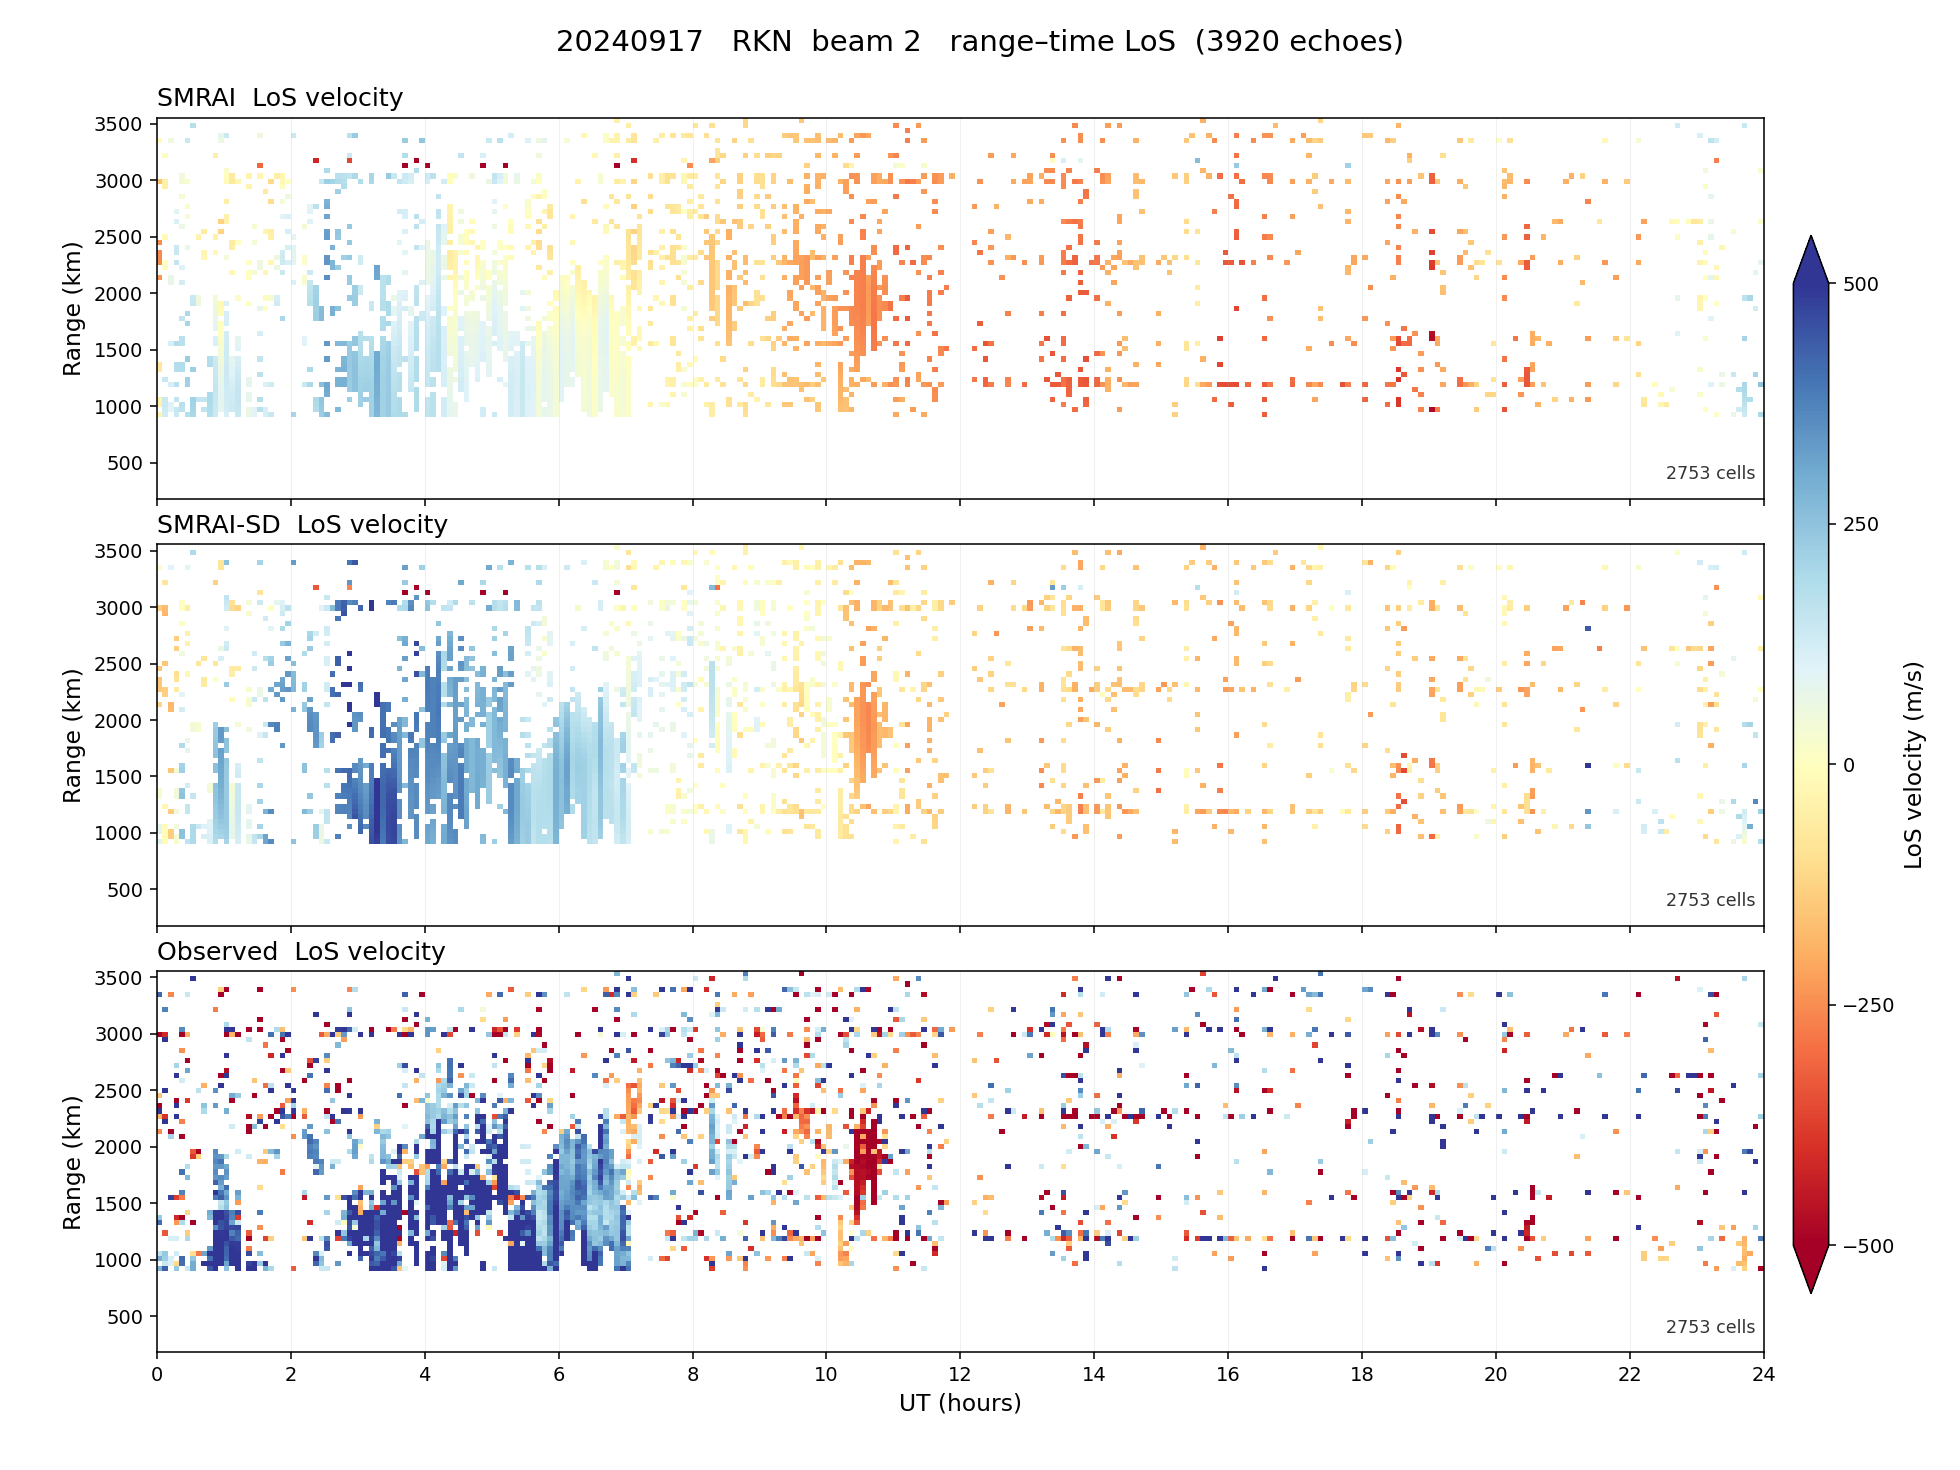 20240917   RKN  beam 2   range–time LoS  (3920 echoes)
SMRAI  LoS velocity
3500
3000
2500
2000
1500
1000
500
Range (km)
2753 cells
SMRAI-SD  LoS velocity
3500
3000
2500
2000
1500
1000
500
Range (km)
2753 cells
Observed  LoS velocity
3500
3000
2500
2000
1500
1000
500
Range (km)
2753 cells
0 2 4 6 8 10 12 14 16 18 20 22 24
UT (hours)
500
250
0
−250
−500
LoS velocity (m/s)